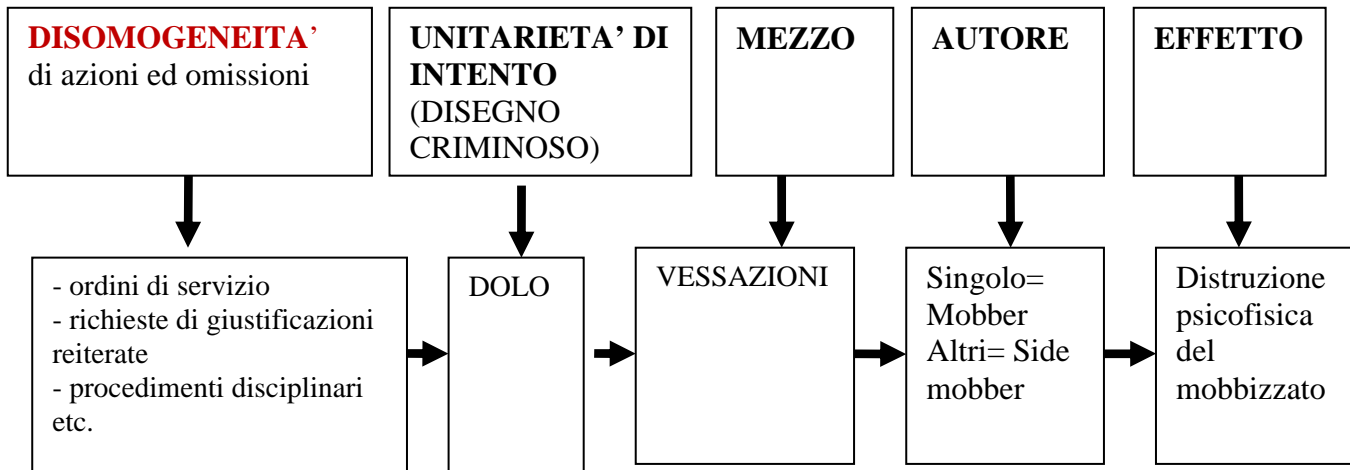 DISOMOGENEITA’
di azioni ed omissioni
UNITARIETA’ DI
INTENTO
(DISEGNO
CRIMINOSO)
MEZZO
AUTORE
EFFETTO
- ordini di servizio
- richieste di giustificazioni
reiterate
- procedimenti disciplinari
etc.
DOLO
VESSAZIONI
Singolo=
Mobber
Altri= Side
mobber
Distruzione
psicofisica
del
mobbizzato